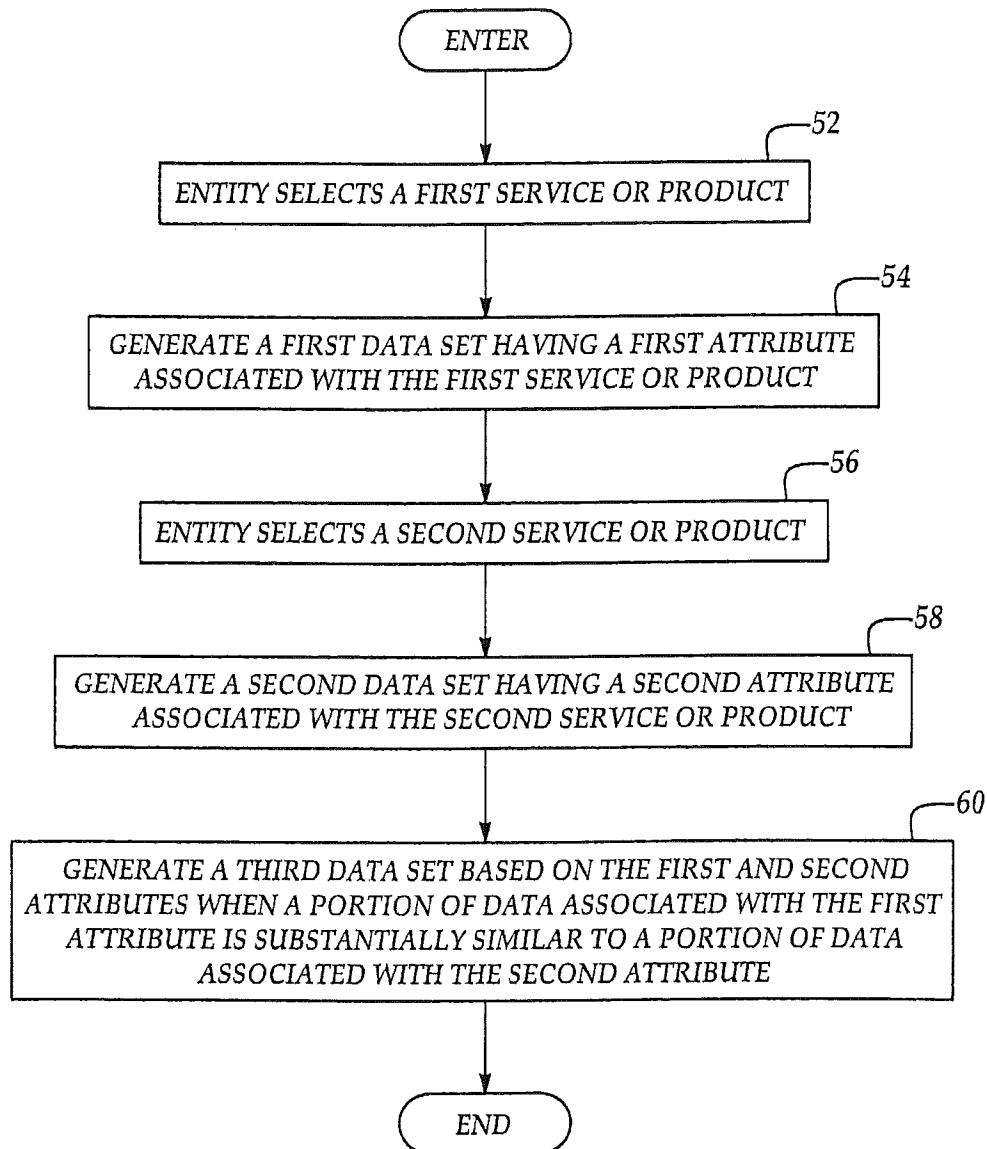 ENTER
52
ENTITY SELECTS A FIRST SERVICE OR PRODUCT
54
GENERATE A FIRST DATA SET HAVING A FIRST ATTRIBUTE
ASSOCIATED WITH THE FIRST SERVICE OR PRODUCT
56
ENTITY SELECTS A SECOND SERVICE OR PRODUCT
58
GENERATE A SECOND DATA SET HAVING A SECOND ATTRIBUTE
ASSOCIATED WITH THE SECOND SERVICE OR PRODUCT
60
GENERATE A THIRD DATA SET BASED ON THE FIRST AND SECOND
ATTRIBUTES WHEN A PORTION OF DATA ASSOCIATED WITH THE FIRST
ATTRIBUTE IS SUBSTANTIALLY SIMILAR TO A PORTION OF DATA
ASSOCIATED WITH THE SECOND ATTRIBUTE
END